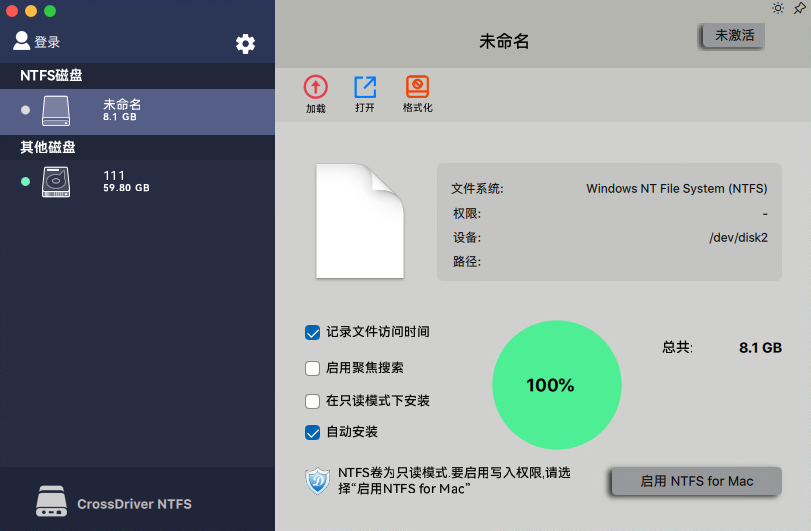 登录
NTFS磁盘
未命名
8.1 GB
其他磁盘
111
59.80 GB
CrossDriver NTFS
未命名
未激活
加载
打开
格式化
文件系统:
Windows NT File System (NTFS)
权限:
-
设备:
/dev/disk2
路径:
记录文件访问时间
启用聚焦搜索
在只读模式下安装
自动安装
100%
总共:
8.1 GB
NTFS卷为只读模式.要启用写入权限,请选
择“启用NTFS for Mac”
启用 NTFS for Mac